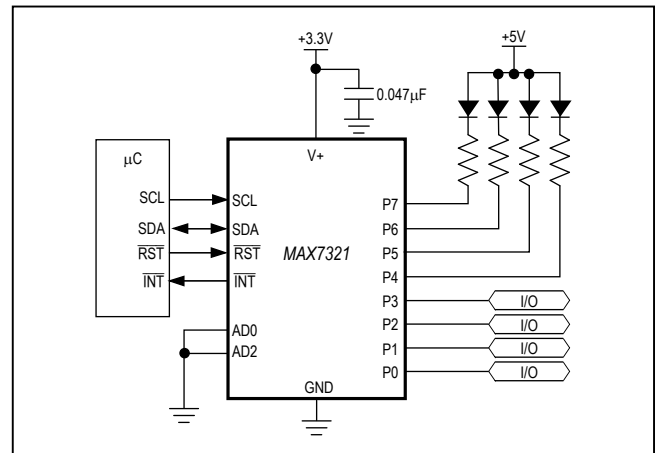 +3.3V
+5V
0.047μF
μC
V+
SCL
SCL
P7
SDA
SDA
P6
RST
RST
MAX7321
P5
INT
INT
P4
P3
I/O
AD0
P2
I/O
AD2
P1
I/O
P0
I/O
GND